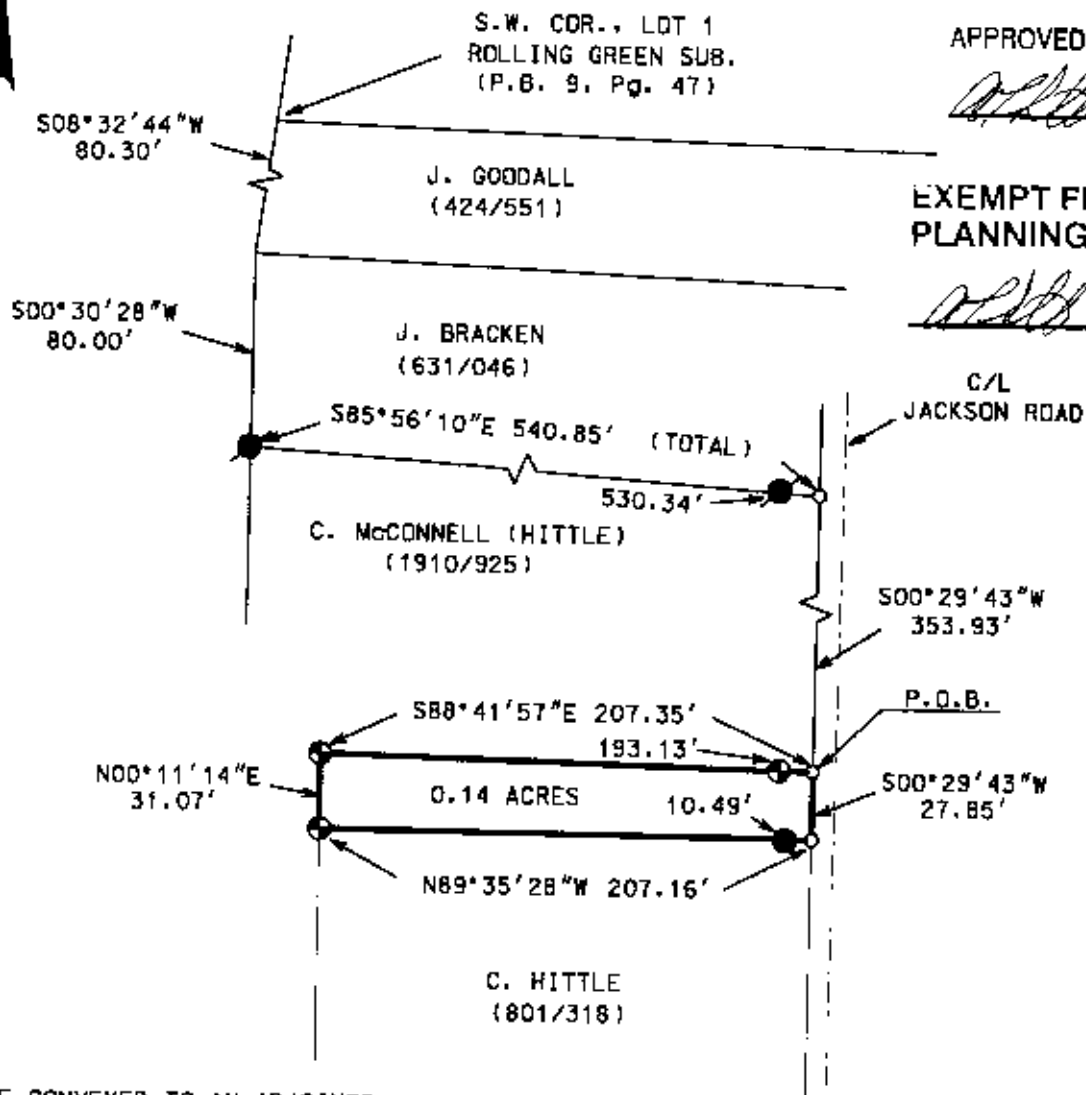 S.W. COR., LOT 1
ROLLING GREEN SUB.
(P.B. 9, Pg. 47)
APPROVED
S08°32'44"W
80.30'
J. GOODALL
(424/551)
EXEMPT
PLANNING
S00°30'28"W
80.00'
J. BRACKEN
(631/046)
C/L
JACKSON ROAD
S85°56'10"E 540.85' (TOTAL)
530.34'
C. McCONNELL (HITTLE)
(1910/925)
S00°29'43"W
353.93'
P.O.B.
S88°41'57"E 207.35'
193.13'
N00°11'14"E
31.07'
0.14 ACRES
10.49'
S00°29'43"W
27.85'
N89°35'28"W 207.16'
C. HITTLE
(801/318)
CONVEYED TO AN